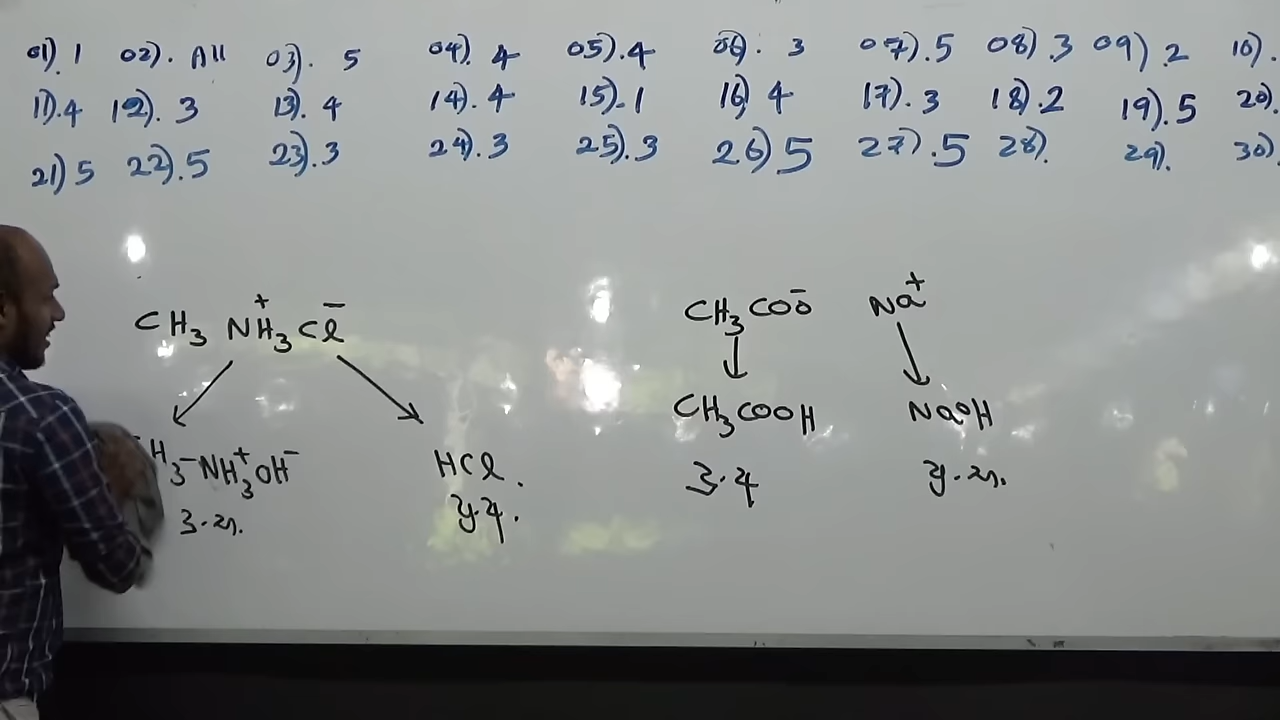 01). 1 02). All 03). 5 04). 4 05). 4 06). 3 07). 5 08) 3 09). 2 10).
11). 4 12). 3 13). 4 14). 4 15). 1 16) 4 17). 3 18). 2 19). 5 20).
21) 5 22). 5 23). 3 24). 3 25). 3 26) 5 27). 5 28). 29). 30).
CH₃ N⁺H₃ Cl⁻
CH₃COO⁻ Na⁺
CH₃COOH NaOH
H₃-NH₃⁺OH⁻ HCl.